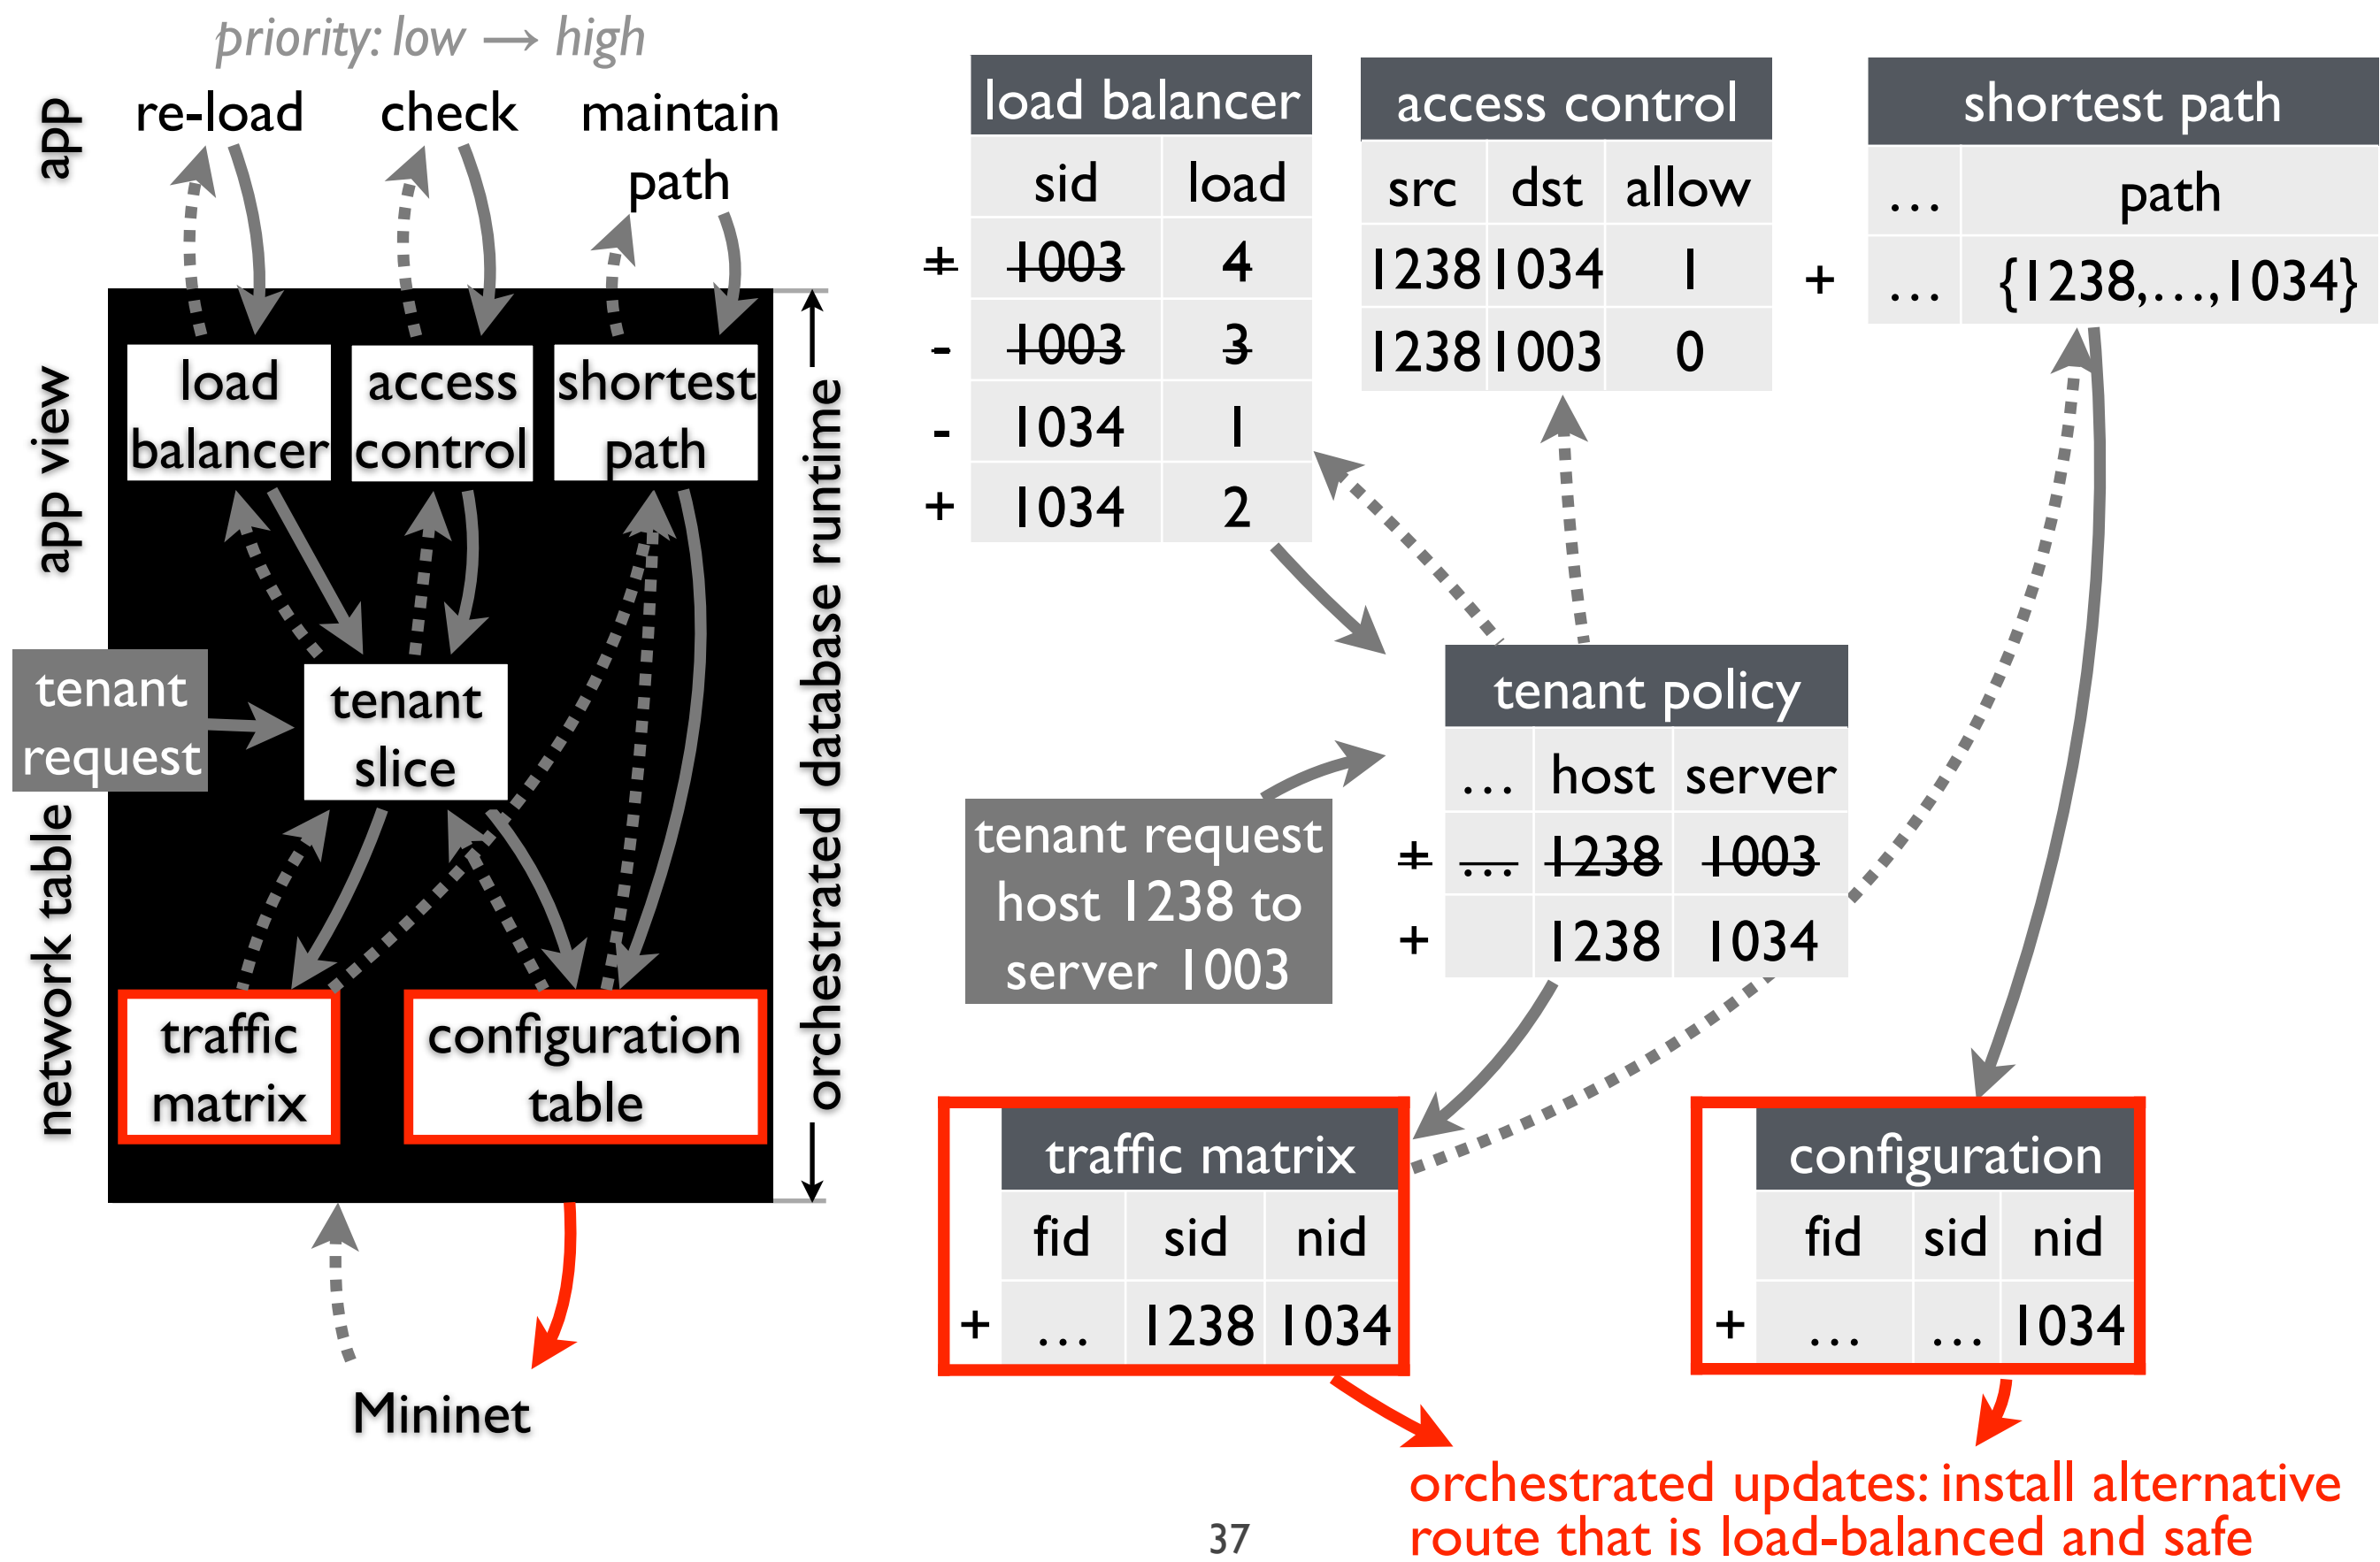 priority: low → high
app
re-load
check
maintain
path
app view
load
balancer
access
control
shortest
path
orchestrated database runtime
tenant
request
tenant
slice
network table
traffic
matrix
configuration
table
Mininet
load balancer
sid load
+ 1003 4
- 1003 3
- 1034 1
+ 1034 2
access control
src dst allow
1238 1034 1
1238 1003 0
shortest path
... path
+ ... {1238,...,1034}
tenant policy
... host server
+ ... 1238 1003
+ 1238 1034
tenant request
host 1238 to
server 1003
traffic matrix
fid sid nid
+ ... 1238 1034
configuration
fid sid nid
+ ... ... 1034
orchestrated updates: install alternative
route that is load-balanced and safe
37